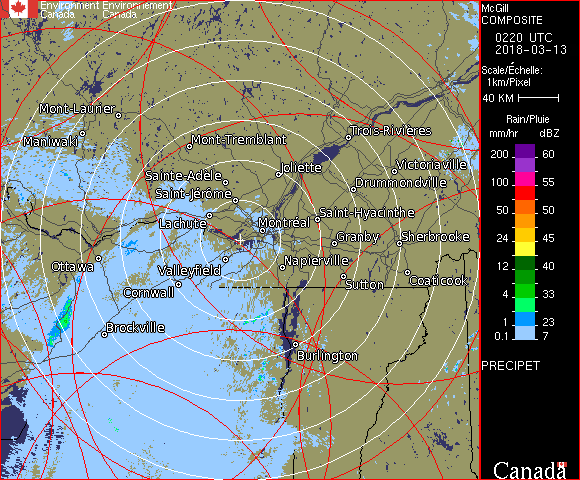 Environment Environnement
Canada Canada
McGill
COMPOSITE
0220 UTC
2018-03-13
Scale/Échelle:
1km/Pixel
40 KM
Rain/Pluie
mm/hr dBZ
200 60
100 55
85 53
50 50
24 45
12 40
4 33
1 23
0.1 7
PRECIPET
Canada
Mont-Laurier
Maniwaki
Mont-Tremblant
Trois-Rivières
Sainte-Adèle
Joliette
Victoriaville
Saint-Jérôme
Drummondville
Lachute
Montréal
Saint-Hyacinthe
Granby
Sherbrooke
Ottawa
Valleyfield
Napierville
Cornwall
Sutton
Coaticook
Brockville
Burlington